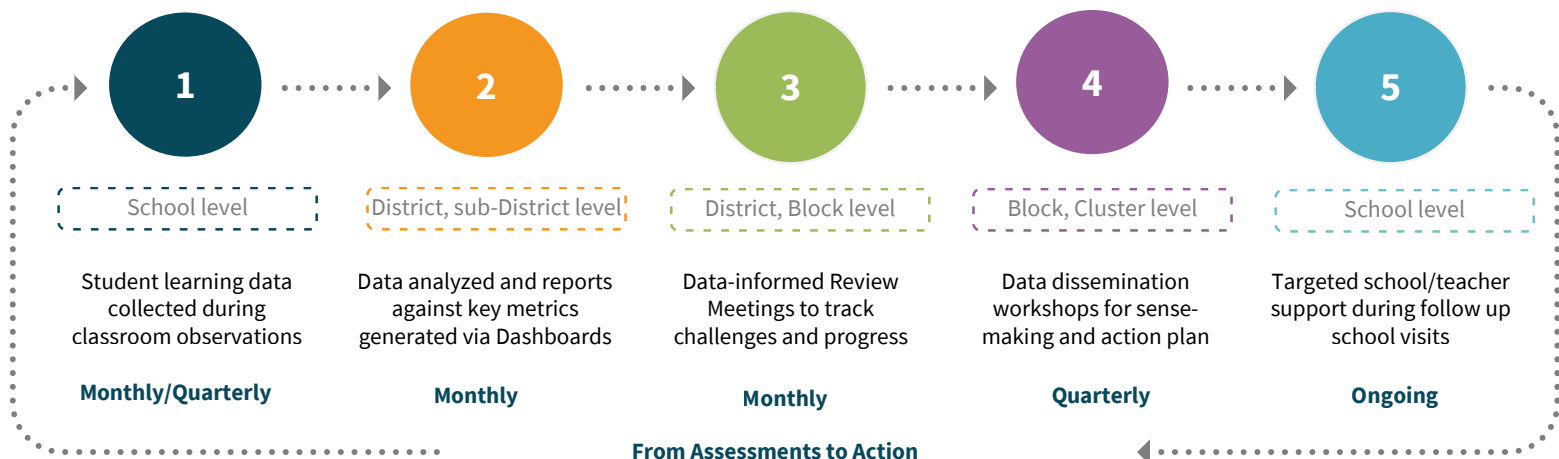 1
2
3
4
5
School level
District, sub-District level
District, Block level
Block, Cluster level
School level
Student learning data
collected during
classroom observations
Data analyzed and reports
against key metrics
generated via Dashboards
Data-informed Review
Meetings to track
challenges and progress
Data dissemination
workshops for sense-
making and action plan
Targeted school/teacher
support during follow up
school visits
Monthly/Quarterly
Monthly
Monthly
Quarterly
Ongoing
From Assessments to Action